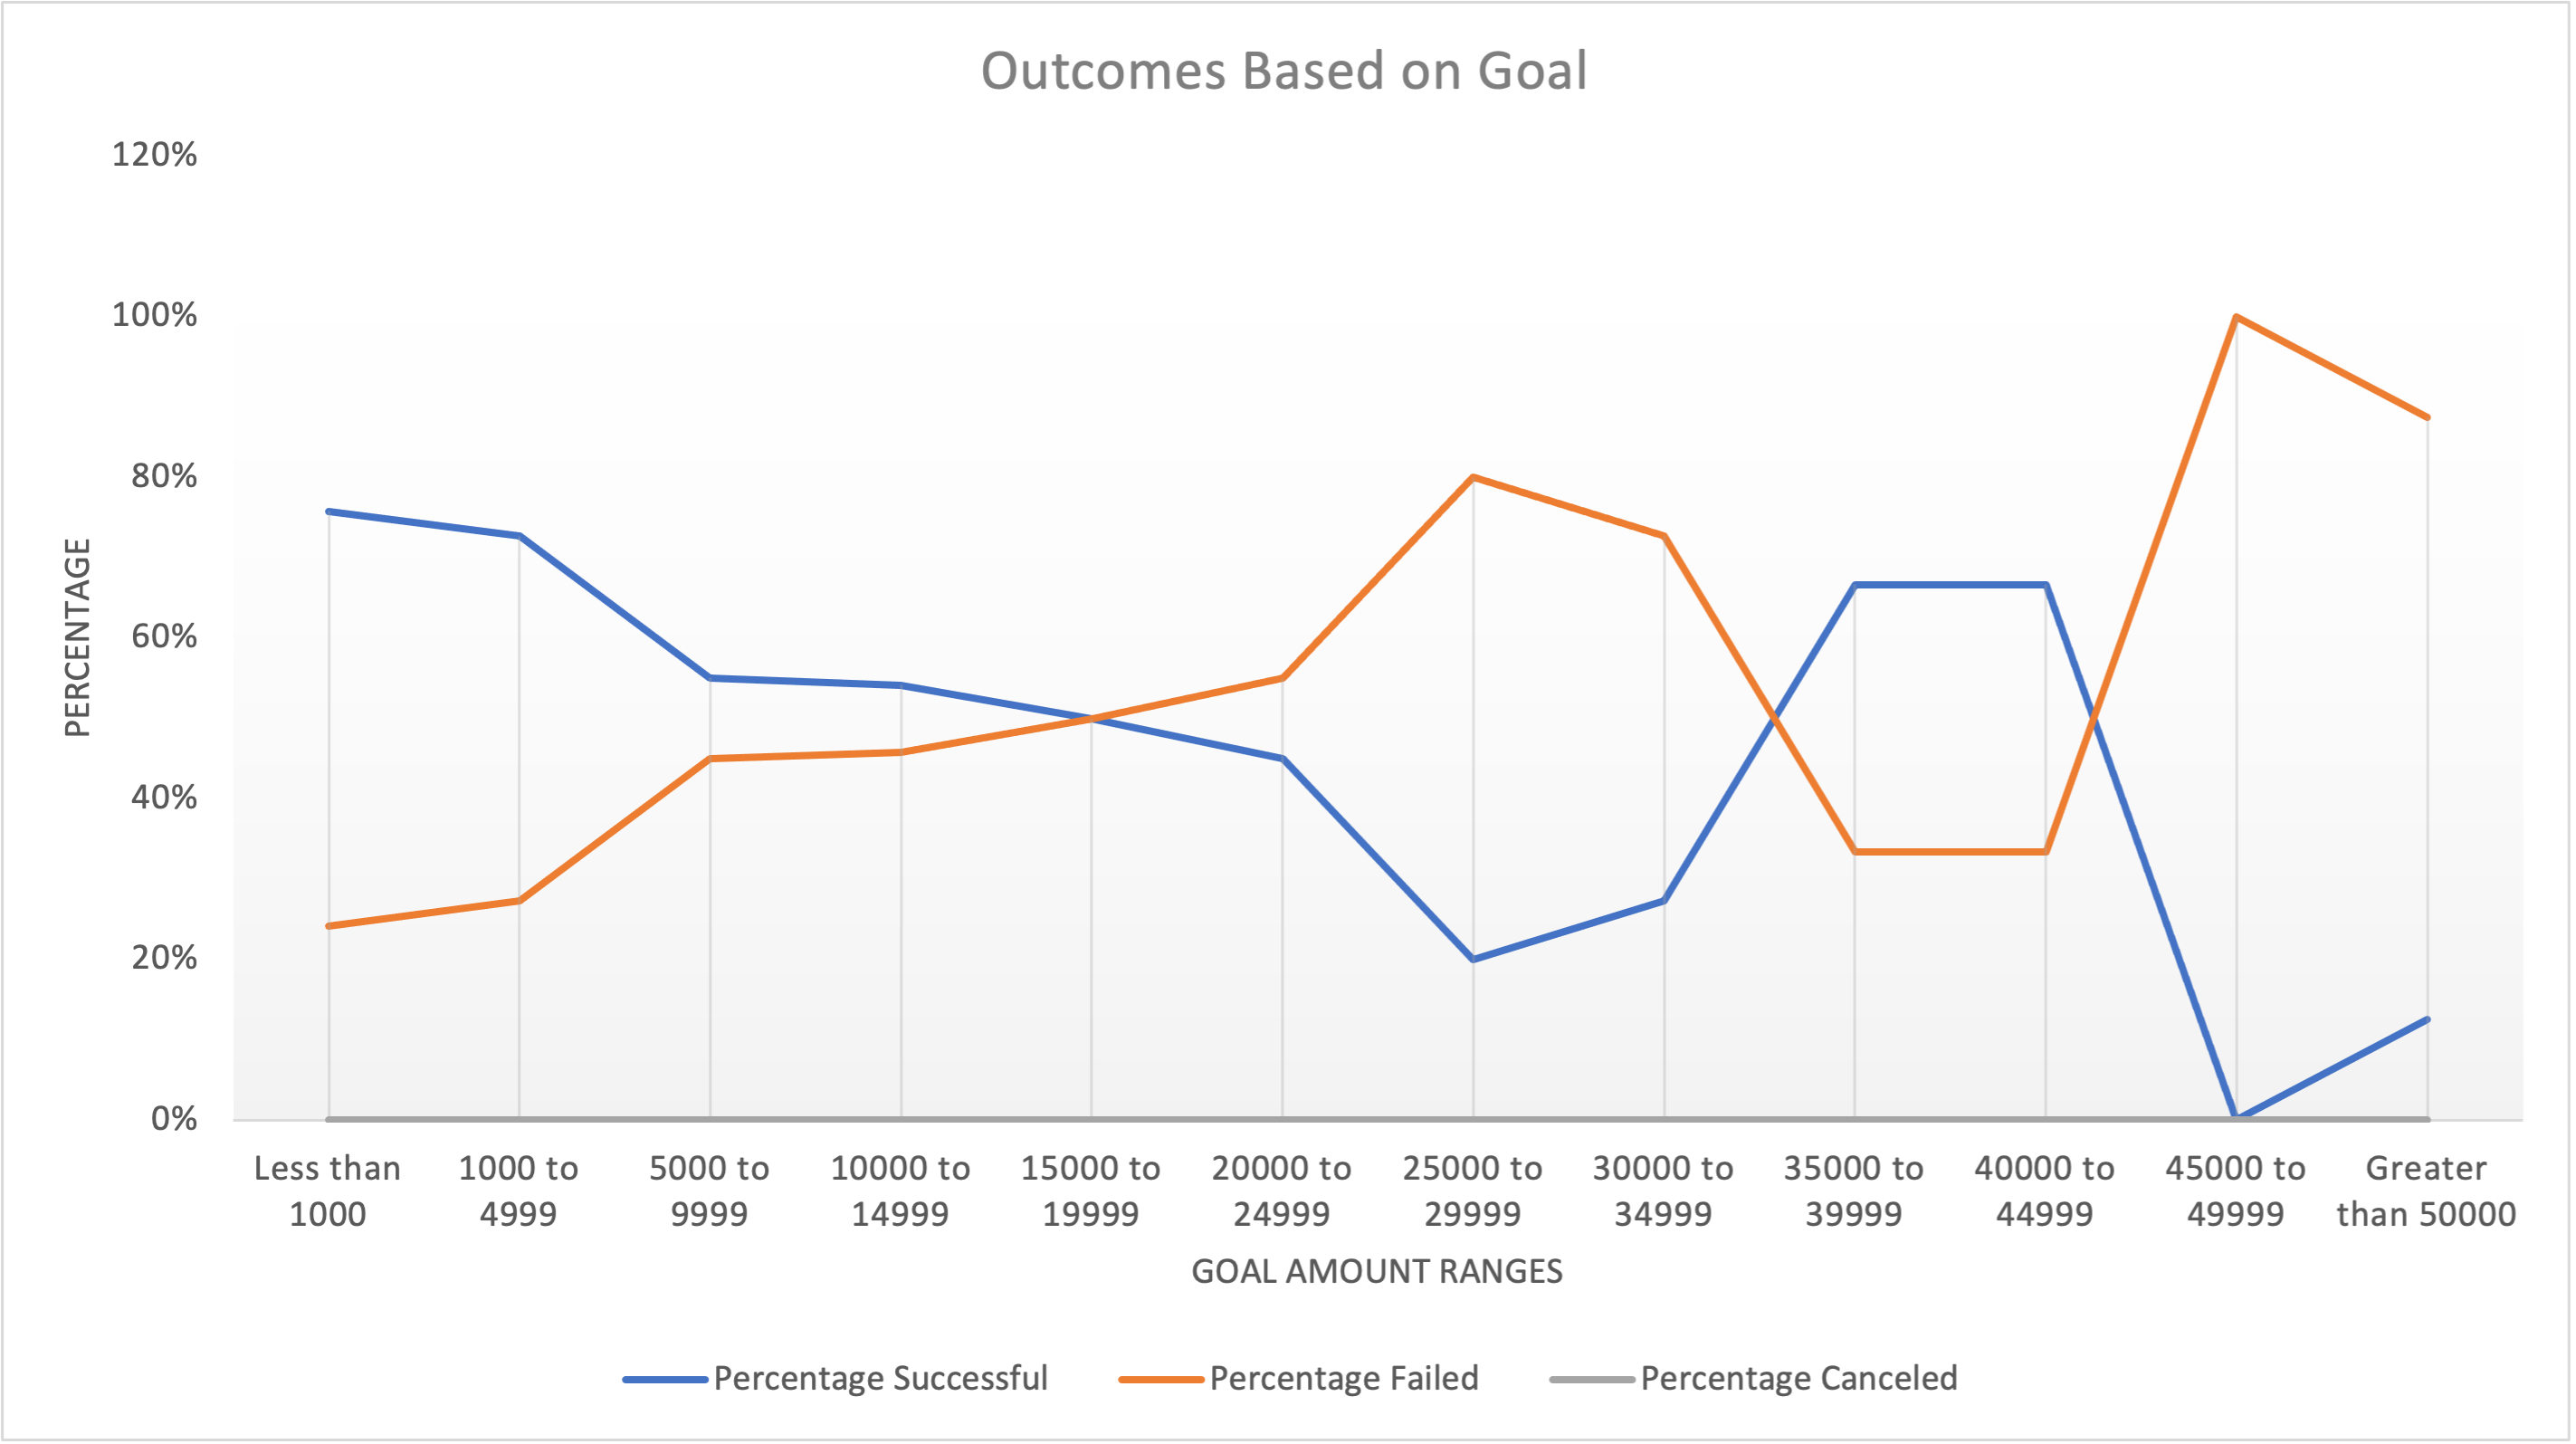 Outcomes Based on Goal
120%
100%
80%
60%
40%
20%
0%
PERCENTAGE
Less than
1000
1000 to
4999
5000 to
9999
10000 to
14999
15000 to
19999
20000 to
24999
25000 to
29999
30000 to
34999
35000 to
39999
40000 to
44999
45000 to
49999
Greater
than 50000
GOAL AMOUNT RANGES
Percentage Successful
Percentage Failed
Percentage Canceled